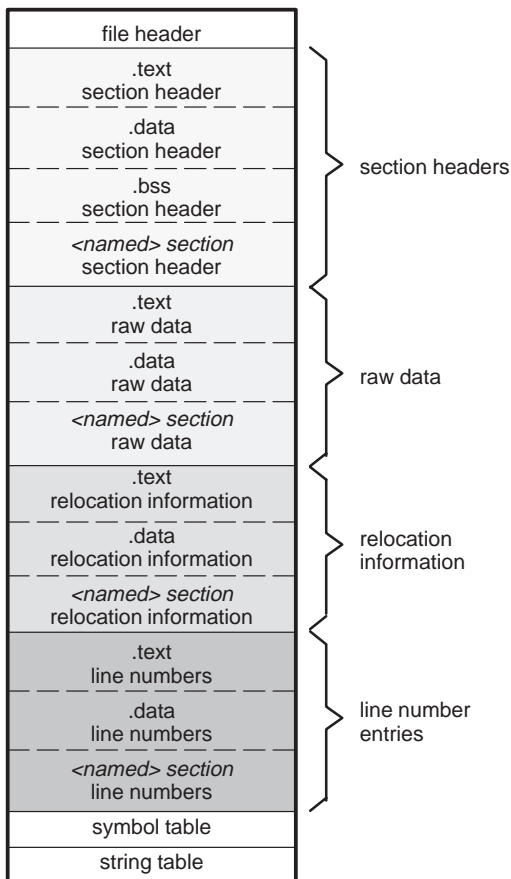 file header
.text
section header
.data
section header
.bss
section header
<named> section
section header
section headers
.text
raw data
.data
raw data
<named> section
raw data
raw data
.text
relocation information
.data
relocation information
<named> section
relocation information
relocation
information
.text
line numbers
.data
line numbers
<named> section
line numbers
line number
entries
symbol table
string table